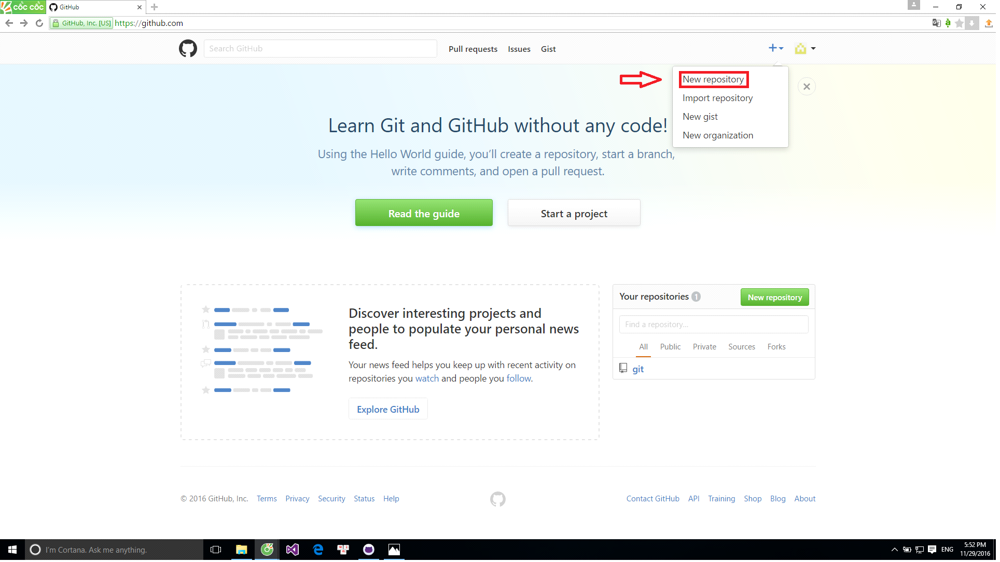 CỐC CỐC
GitHub
GitHub, Inc. [US] https://github.com
Search GitHub
Pull requests Issues Gist
New repository
Import repository
New gist
New organization
Learn Git and GitHub without any code!
Using the Hello World guide, you’ll create a repository, start a branch,
write comments, and open a pull request.
Read the guide
Start a project
Discover interesting projects and
people to populate your personal news
feed.
Your news feed helps you keep up with recent activity on
repositories you watch and people you follow.
Explore GitHub
Your repositories 1
New repository
Find a repository...
All Public Private Sources Forks
git
© 2016 GitHub, Inc. Terms Privacy Security Status Help
Contact GitHub API Training Shop Blog About
I’m Cortana. Ask me anything.
ENG
5:52 PM
11/29/2016